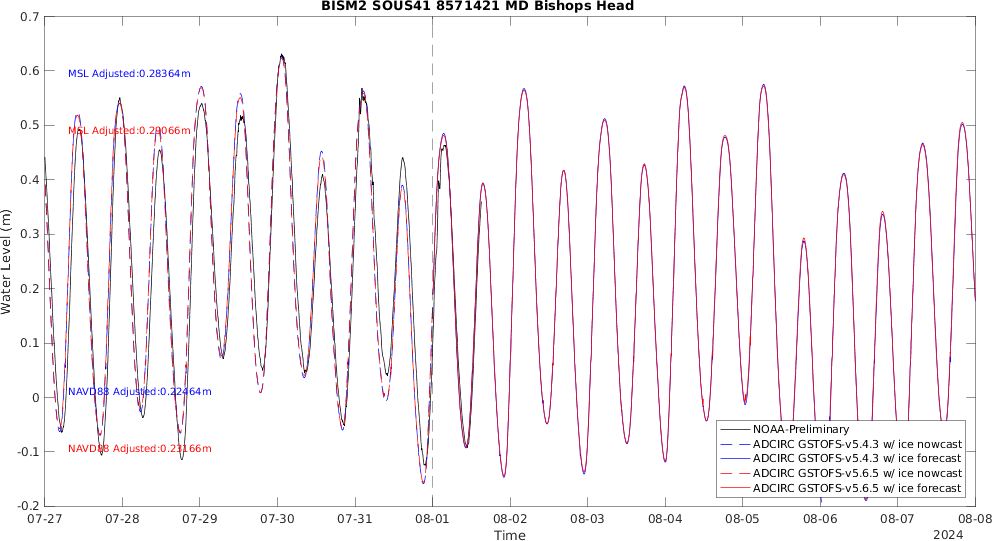 BISM2 SOUS41 8571421 MD Bishops Head
0.7
0.6
0.5
0.4
0.3
0.2
0.1
0
-0.1
-0.2
Water Level (m)
MSL Adjusted:0.28364m
MSL Adjusted:0.29066m
NAVD88 Adjusted:0.22464m
NAVD88 Adjusted:0.23166m
NOAA-Preliminary
ADCIRC GSTOFS-v5.4.3 w/ ice nowcast
ADCIRC GSTOFS-v5.4.3 w/ ice forecast
ADCIRC GSTOFS-v5.6.5 w/ ice nowcast
ADCIRC GSTOFS-v5.6.5 w/ ice forecast
07-27 07-28 07-29 07-30 07-31 08-01 08-02 08-03 08-04 08-05 08-06 08-07 08-08
Time
2024